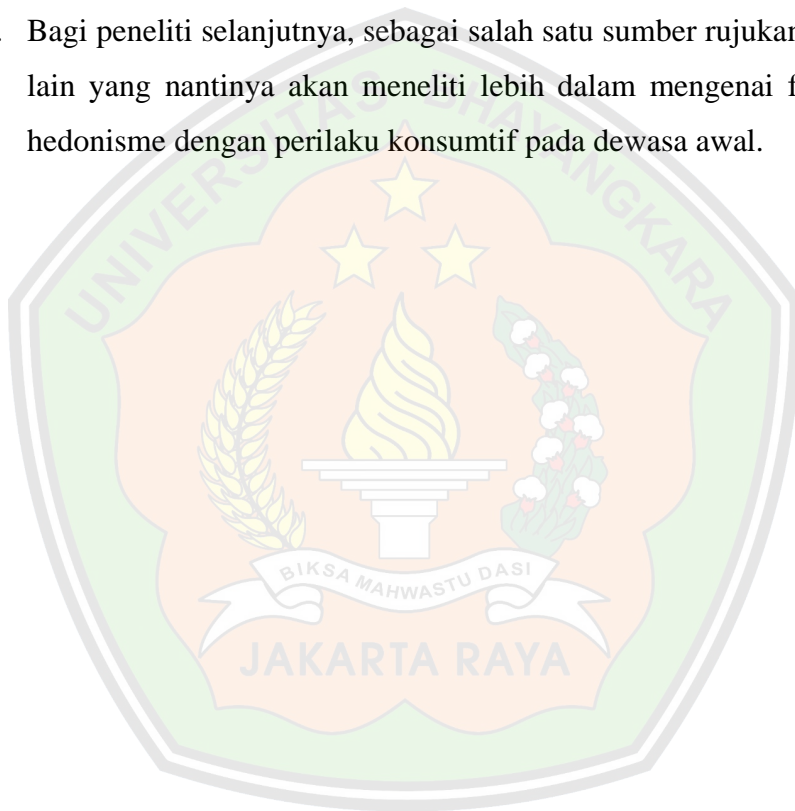 . Bagi peneliti selanjutnya, sebagai salah satu sumber rujukan
lain yang nantinya akan meneliti lebih dalam mengenai
hedonisme dengan perilaku konsumtif pada dewasa awal.
UNIVERSITAS BHAYANGKARA
BIKSA MAHWASTU DASI
JAKARTA RAYA